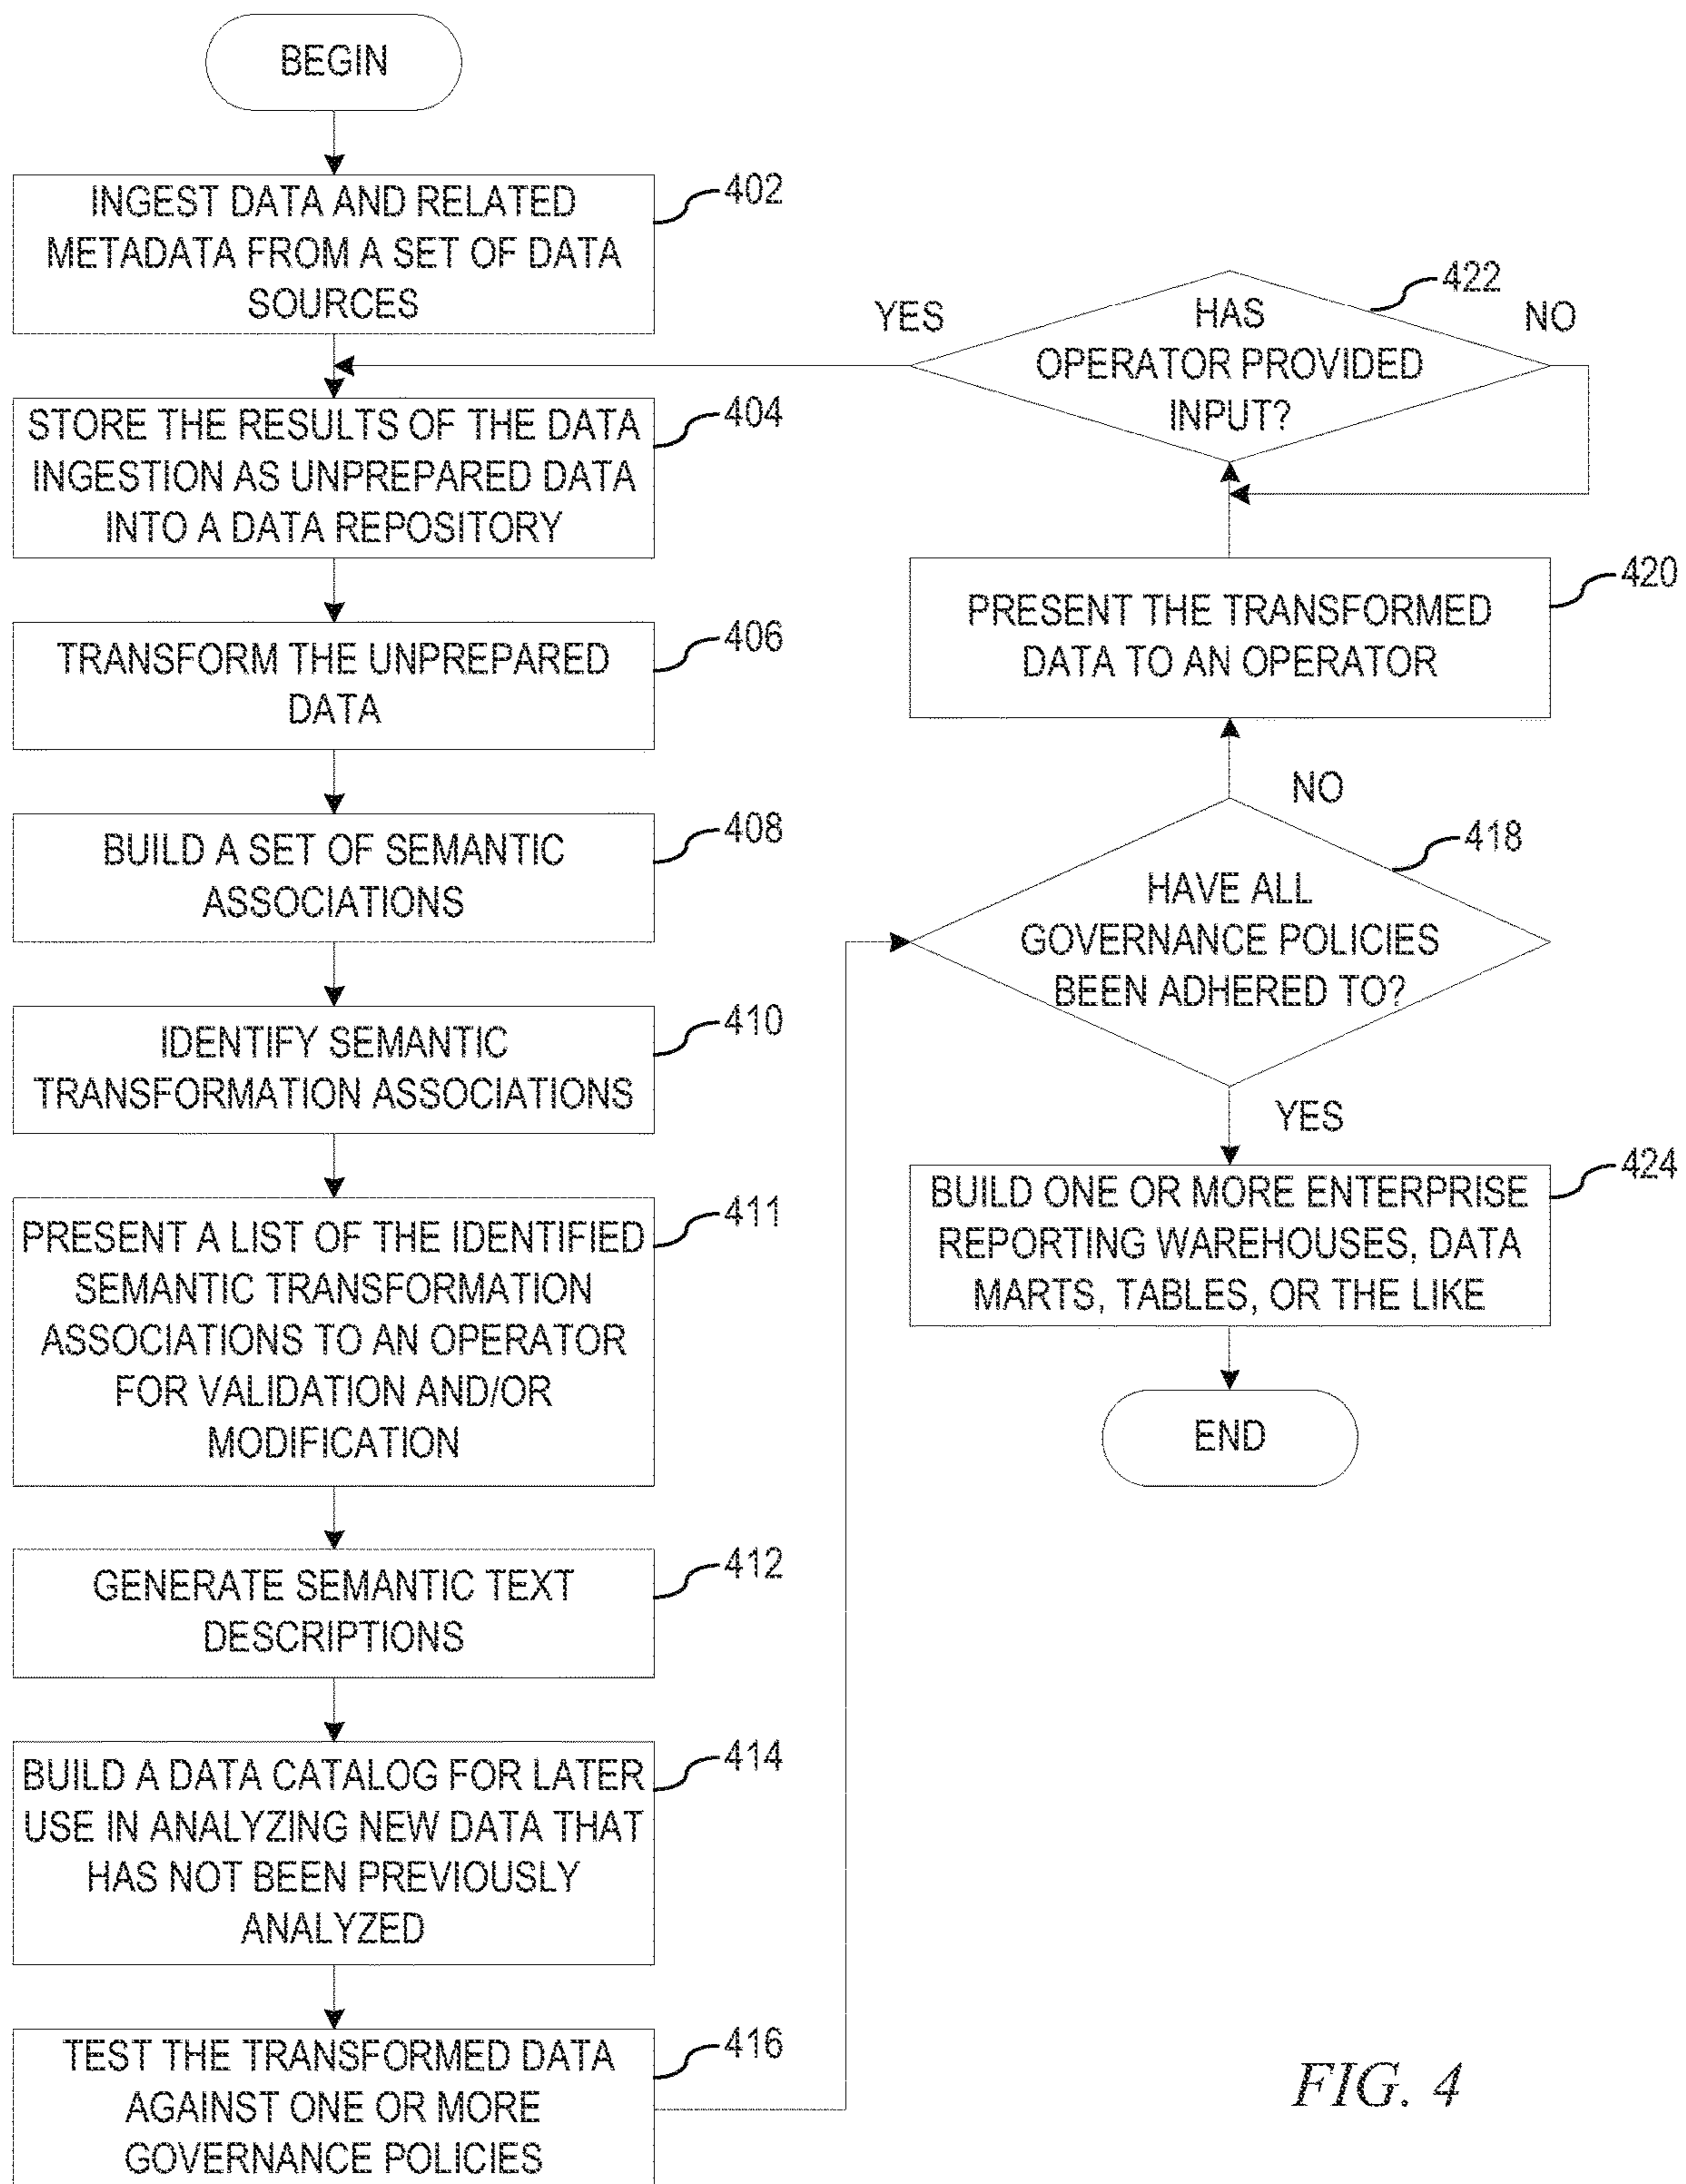 BEGIN
INGEST DATA AND RELATED
METADATA FROM A SET OF DATA
SOURCES
402
STORE THE RESULTS OF THE DATA
INGESTION AS UNPREPARED DATA
INTO A DATA REPOSITORY
404
TRANSFORM THE UNPREPARED
DATA
406
BUILD A SET OF SEMANTIC
ASSOCIATIONS
408
IDENTIFY SEMANTIC
TRANSFORMATION ASSOCIATIONS
410
PRESENT A LIST OF THE IDENTIFIED
SEMANTIC TRANSFORMATION
ASSOCIATIONS TO AN OPERATOR
FOR VALIDATION AND/OR
MODIFICATION
411
GENERATE SEMANTIC TEXT
DESCRIPTIONS
412
BUILD A DATA CATALOG FOR LATER
USE IN ANALYZING NEW DATA THAT
HAS NOT BEEN PREVIOUSLY
ANALYZED
414
TEST THE TRANSFORMED DATA
AGAINST ONE OR MORE
GOVERNANCE POLICIES
416
422
YES
HAS
OPERATOR PROVIDED
INPUT?
NO
420
PRESENT THE TRANSFORMED
DATA TO AN OPERATOR
NO
418
HAVE ALL
GOVERNANCE POLICIES
BEEN ADHERED TO?
YES
424
BUILD ONE OR MORE ENTERPRISE
REPORTING WAREHOUSES, DATA
MARTS, TABLES, OR THE LIKE
END
FIG. 4